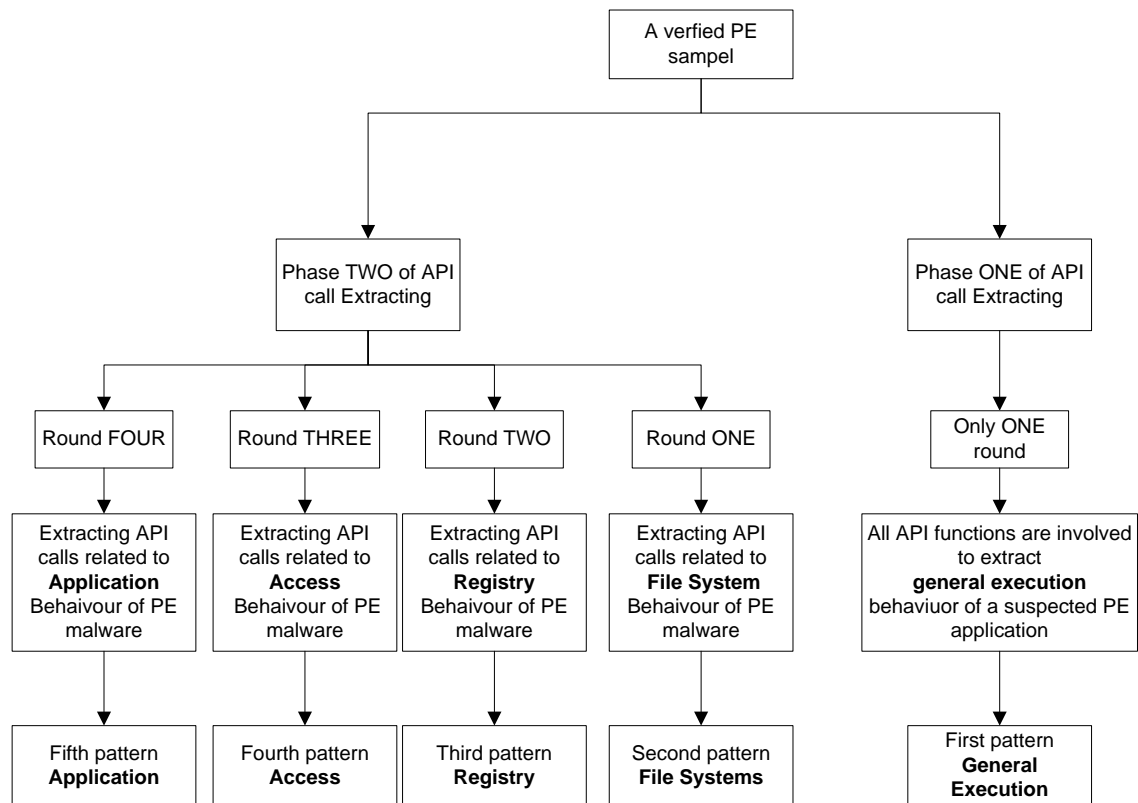 A verfied PE
sampel
Phase TWO of API
call Extracting
Phase ONE of API
call Extracting
Round FOUR
Round THREE
Round TWO
Round ONE
Only ONE
round
Extracting API
calls related to
Application
Behaivour of PE
malware
Extracting API
calls related to
Access
Behaivour of PE
malware
Extracting API
calls related to
Registry
Behaivour of PE
malware
Extracting API
calls related to
File System
Behaivour of PE
malware
All API functions are involved
to extract
general execution
behaviuor of a suspected PE
application
Fifth pattern
Application
Fourth pattern
Access
Third pattern
Registry
Second pattern
File Systems
First pattern
General
Execution